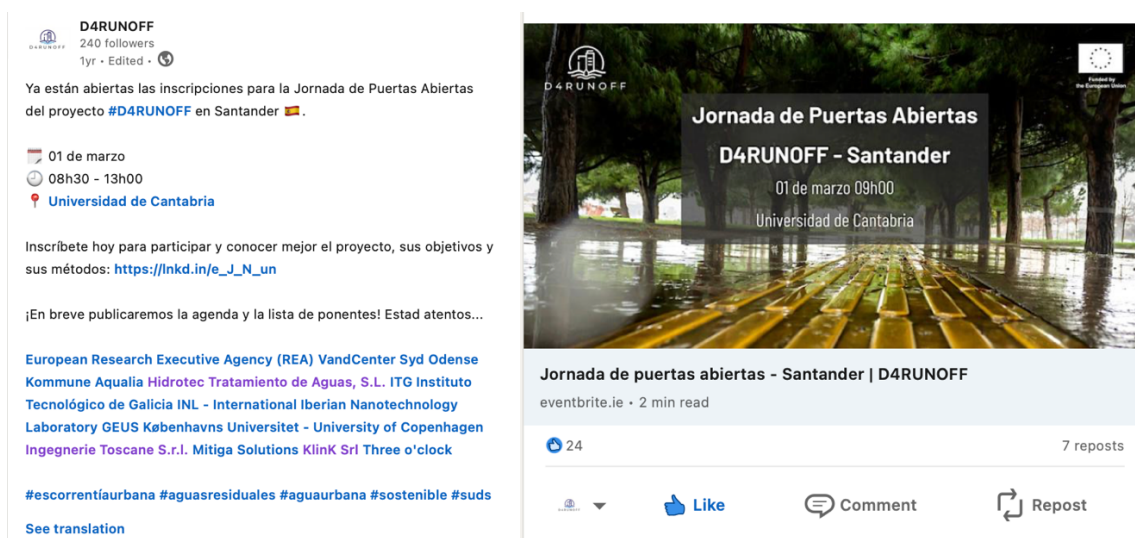 D4RUNOFF
D4RUNOFF
240 followers
1yr • Edited •
Ya están abiertas las inscripciones para la Jornada de Puertas Abiertas
del proyecto #D4RUNOFF en Santander 🇪🇸.
01 de marzo
08h30 - 13h00
Universidad de Cantabria
Inscríbete hoy para participar y conocer mejor el proyecto, sus objetivos y
sus métodos: https://lnkd.in/e_J_N_un
¡En breve publicaremos la agenda y la lista de ponentes! Estad atentos...
European Research Executive Agency (REA) VandCenter Syd Odense
Kommune Aqualia Hidrotec Tratamiento de Aguas, S.L. ITG Instituto
Tecnológico de Galicia INL - International Iberian Nanotechnology
Laboratory GEUS Københavns Universitet - University of Copenhagen
Ingegnerie Toscane S.r.l. Mitiga Solutions KlinK Srl Three o'clock
#escorrentíaurbana #aguasresiduales #aguaurbana #sostenible #suds
See translation
D4RUNOFF
Funded by
the European Union
Jornada de Puertas Abiertas
D4RUNOFF - Santander
01 de marzo 09h00
Universidad de Cantabria
Jornada de puertas abiertas - Santander | D4RUNOFF
eventbrite.ie • 2 min read
24
7 reposts
Like
Comment
Repost